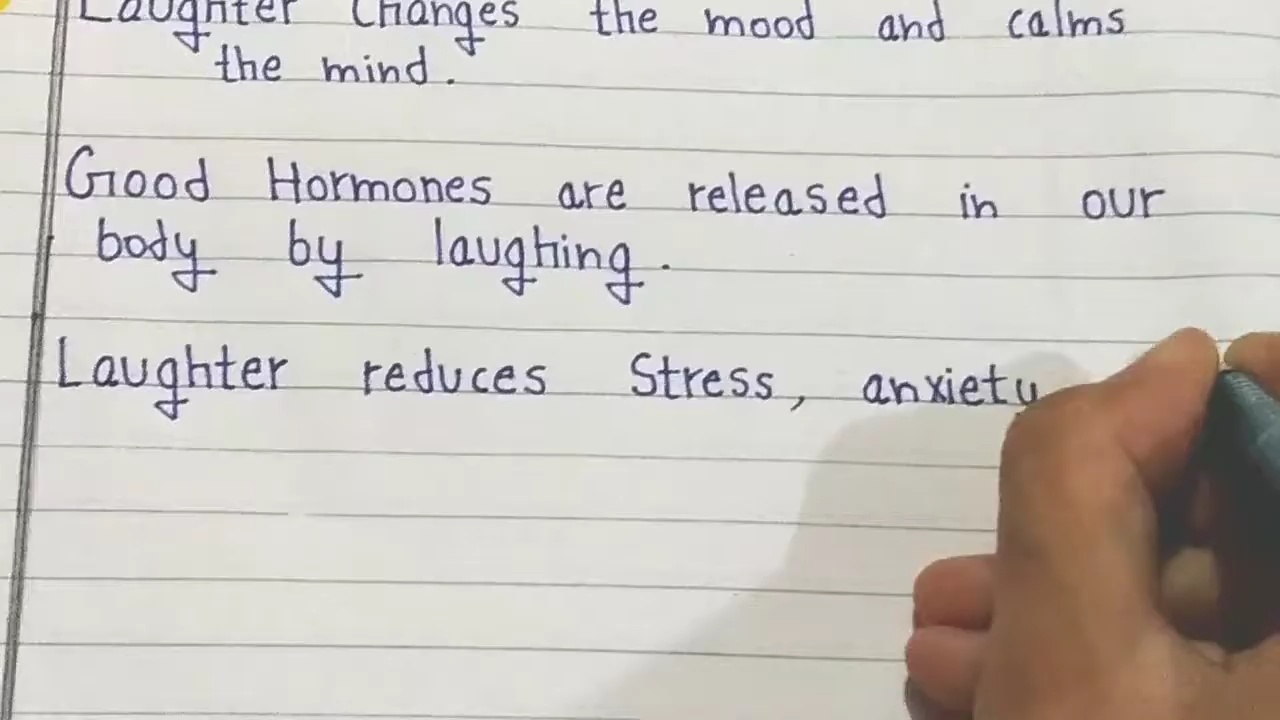 Laughter changes the mood and calms
the mind.
Good Hormones are released in our
body by laughing.
Laughter reduces Stress, anxiety